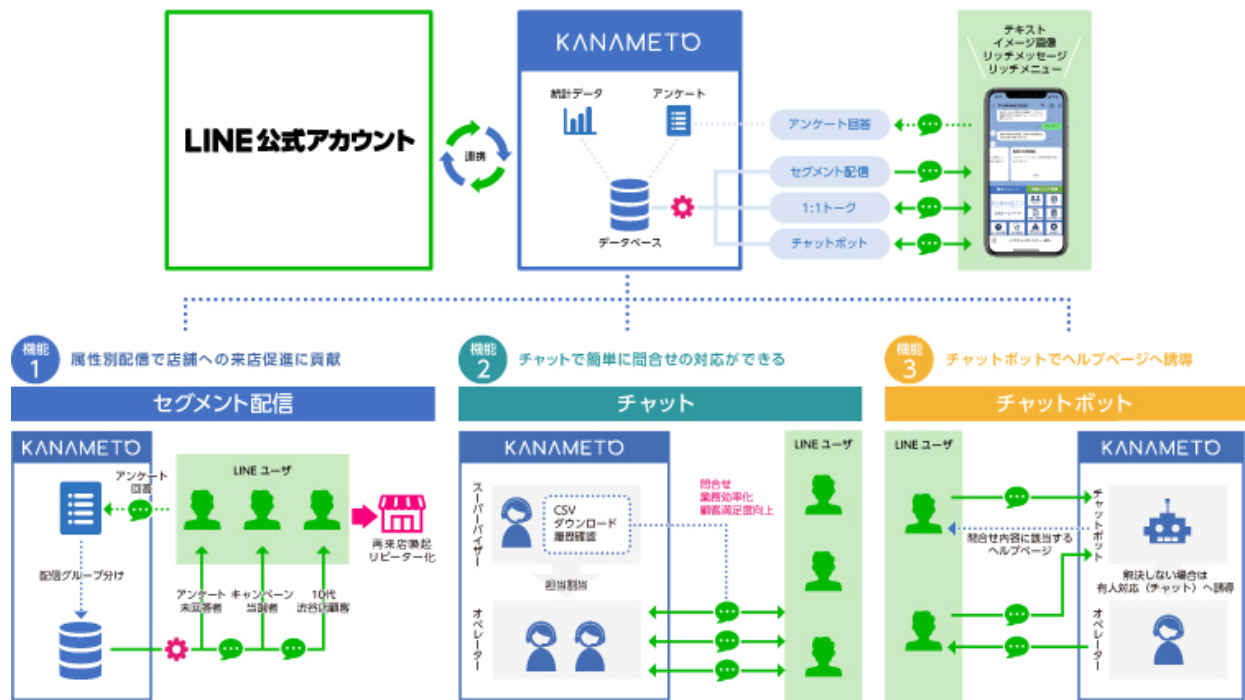 LINE公式アカウント
連携
KANAMETO
統計データ
アンケート
データベース
アンケート回答
セグメント配信
1:1トーク
チャットボット
テキスト
イメージ画像
リッチメッセージ
リッチメニュー
機能
1
属性別配信で店舗への来店促進に貢献
セグメント配信
KANAMETO
アンケート
回答
配信グループ分け
LINE ユーザ
再来店喚起
リピーター化
アンケート
未回答者
キャンペーン
当選者
10代
渋谷店顧客
機能
2
チャットで簡単に問合せの対応ができる
チャット
KANAMETO
スーパーバイザー
CSV
ダウンロード
履歴確認
担当割当
オペレーター
問合せ
業務効率化
顧客満足度向上
LINE ユーザ
機能
3
チャットボットでヘルプページへ誘導
チャットボット
LINE ユーザ
KANAMETO
チャットボット
問合せ内容に該当する
ヘルプページ
解決しない場合は
有人対応（チャット）へ誘導
オペレーター